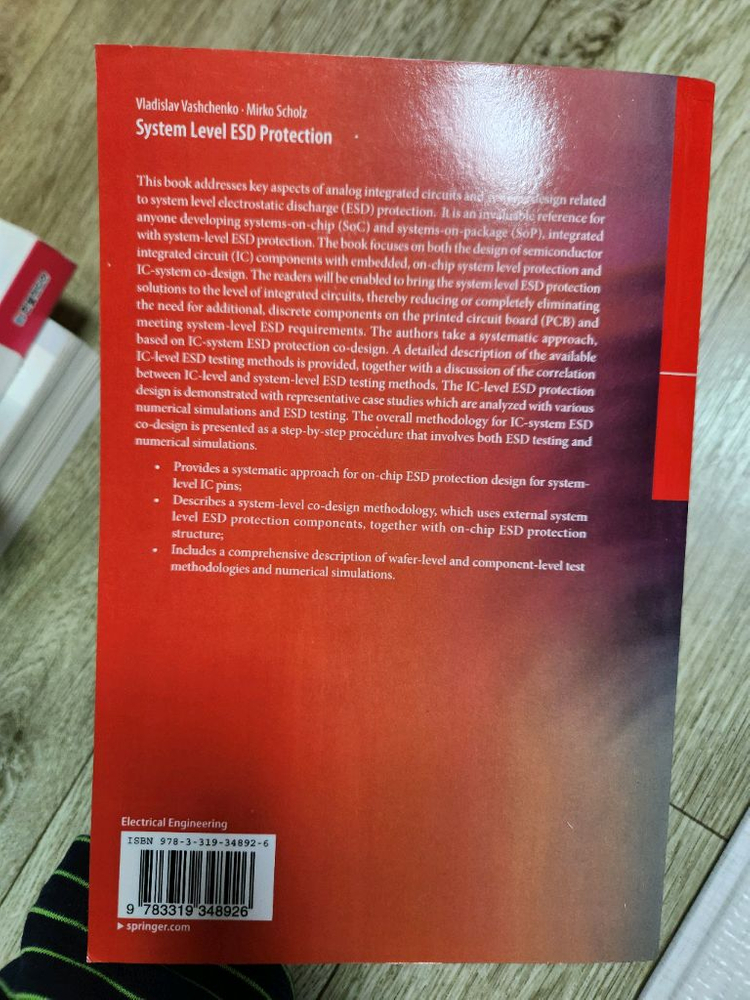 Vladislav Vashchenko · Mirko Scholz
System Level ESD Protection
This book addresses key aspects of analog integrated circuits and design related
to system level electrostatic discharge (ESD) protection. It is an invaluable reference for
anyone developing systems-on-chip (SoC) and systems-on-package (SoP), integrated
with system-level ESD protection. The book focuses on both the design of semiconductor
integrated circuit (IC) components with embedded, on-chip system level protection and
IC-system co-design. The readers will be enabled to bring the system level ESD protection
solutions to the level of integrated circuits, thereby reducing or completely eliminating
the need for additional, discrete components on the printed circuit board (PCB) and
meeting system-level ESD requirements. The authors take a systematic approach,
based on IC-system ESD protection co-design. A detailed description of the available
IC-level ESD testing methods is provided, together with a discussion of the correlation
between IC-level and system-level ESD testing methods. The IC-level ESD protection
design is demonstrated with representative case studies which are analyzed with various
numerical simulations and ESD testing. The overall methodology for IC-system ESD
co-design is presented as a step-by-step procedure that involves both ESD testing and
numerical simulations.
• Provides a systematic approach for on-chip ESD protection design for system-
level IC pins;
• Describes a system-level co-design methodology, which uses external system
level ESD protection components, together with on-chip ESD protection
structure;
• Includes a comprehensive description of wafer-level and component-level test
methodologies and numerical simulations.
Electrical Engineering
ISBN 978-3-319-34892-6
9 783319 348926
▶ springer.com